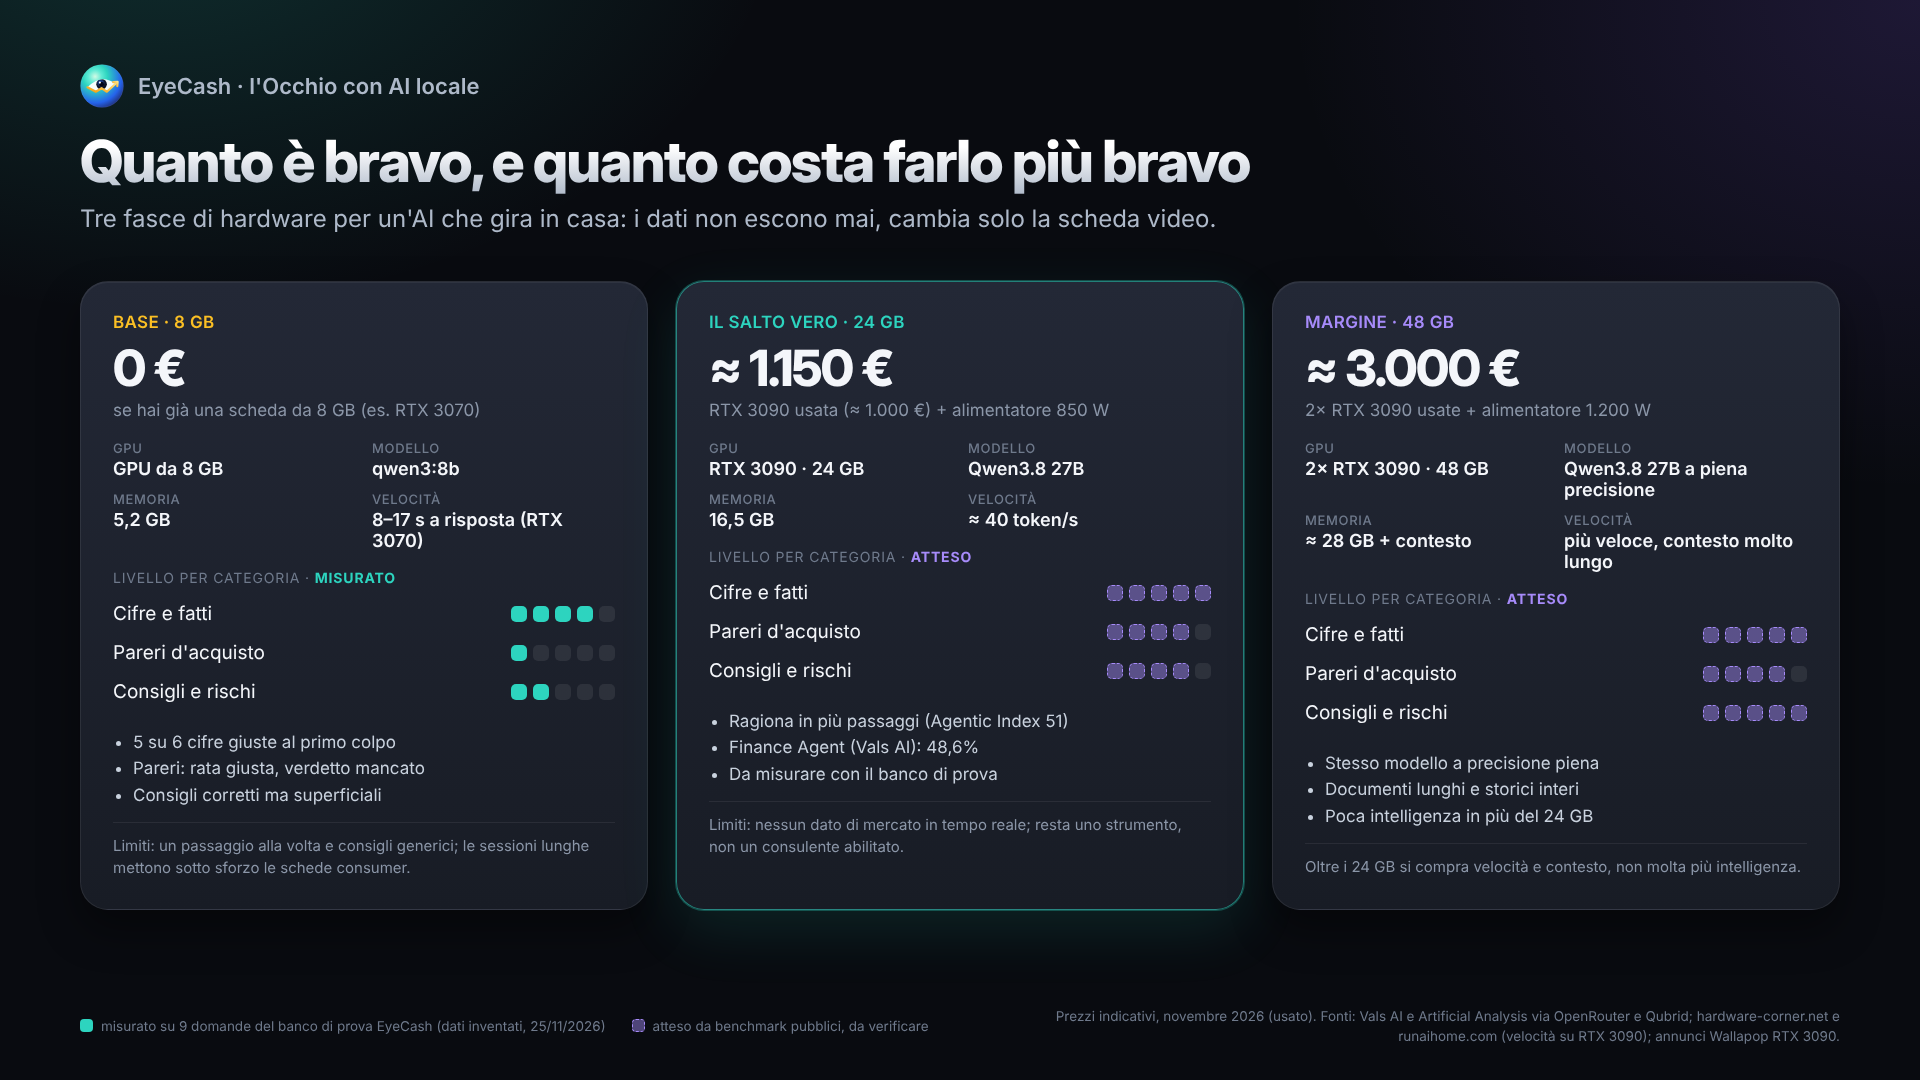 EyeCash · l'Occhio con AI locale
Quanto è bravo, e quanto costa farlo più bravo
Tre fasce di hardware per un'AI che gira in casa: i dati non escono mai, cambia solo la scheda video.
BASE · 8 GB
0 €
se hai già una scheda da 8 GB (es. RTX 3070)
GPU
GPU da 8 GB
MODELLO
qwen3:8b
MEMORIA
5,2 GB
VELOCITÀ
8–17 s a risposta (RTX
3070)
LIVELLO PER CATEGORIA · MISURATO
Cifre e fatti
Pareri d'acquisto
Consigli e rischi
• 5 su 6 cifre giuste al primo colpo
• Pareri: rata giusta, verdetto mancato
• Consigli corretti ma superficiali
Limiti: un passaggio alla volta e consigli generici; le sessioni lunghe
mettono sotto sforzo le schede consumer.
IL SALTO VERO · 24 GB
≈ 1.150 €
RTX 3090 usata (≈ 1.000 €) + alimentatore 850 W
GPU
RTX 3090 · 24 GB
MODELLO
Qwen3.8 27B
MEMORIA
16,5 GB
VELOCITÀ
≈ 40 token/s
LIVELLO PER CATEGORIA · ATTESO
Cifre e fatti
Pareri d'acquisto
Consigli e rischi
• Ragiona in più passaggi (Agentic Index 51)
• Finance Agent (Vals AI): 48,6%
• Da misurare con il banco di prova
Limiti: nessun dato di mercato in tempo reale; resta uno strumento,
non un consulente abilitato.
MARGINE · 48 GB
≈ 3.000 €
2× RTX 3090 usate + alimentatore 1.200 W
GPU
2× RTX 3090 · 48 GB
MODELLO
Qwen3.8 27B a piena
precisione
MEMORIA
≈ 28 GB + contesto
VELOCITÀ
più veloce, contesto molto
lungo
LIVELLO PER CATEGORIA · ATTESO
Cifre e fatti
Pareri d'acquisto
Consigli e rischi
• Stesso modello a precisione piena
• Documenti lunghi e storici interi
• Poca intelligenza in più del 24 GB
Oltre i 24 GB si compra velocità e contesto, non molta più intelligenza.
misurato su 9 domande del banco di prova EyeCash (dati inventati, 25/11/2026)
atteso da benchmark pubblici, da verificare
Prezzi indicativi, novembre 2026 (usato). Fonti: Vals AI e Artificial Analysis via OpenRouter e Qubrid; hardware-corner.net e
runaihome.com (velocità su RTX 3090); annunci Wallapop RTX 3090.